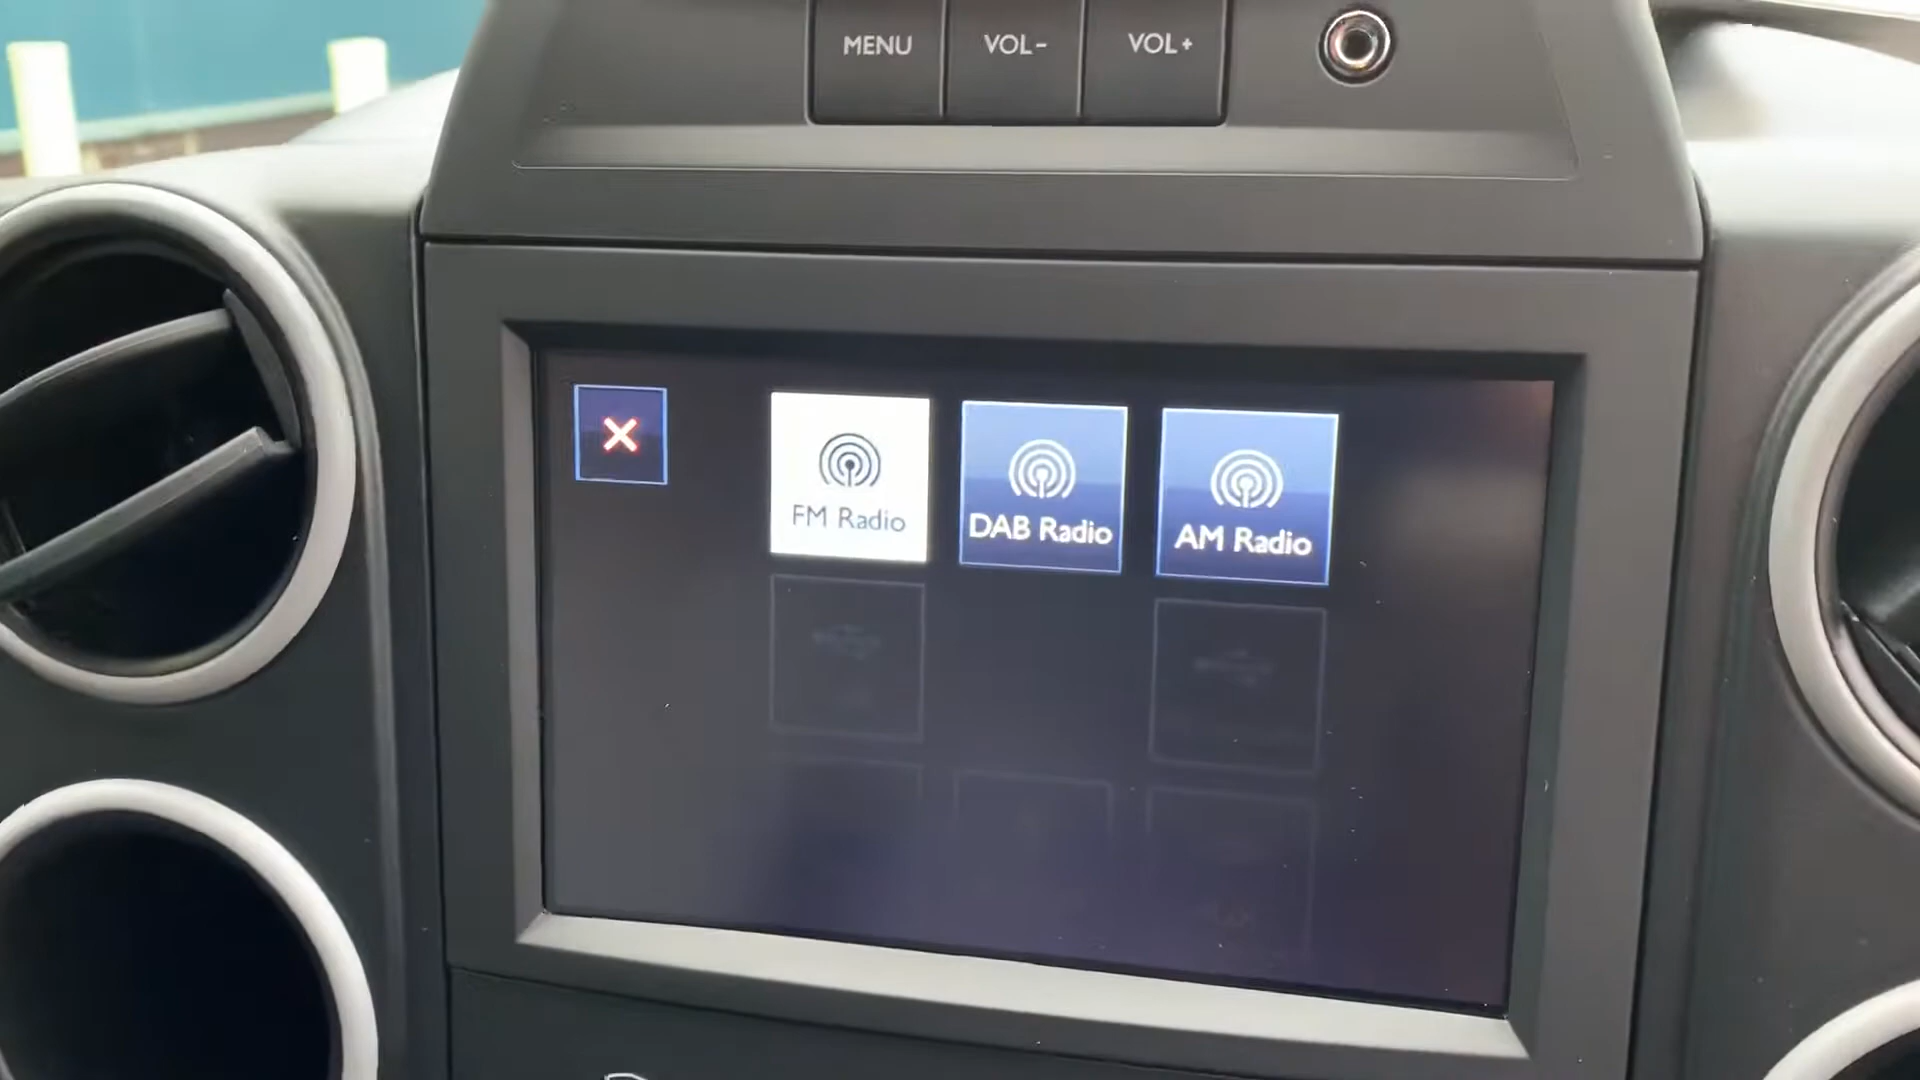 MENU VOL- VOL+
FM Radio
DAB Radio
AM Radio